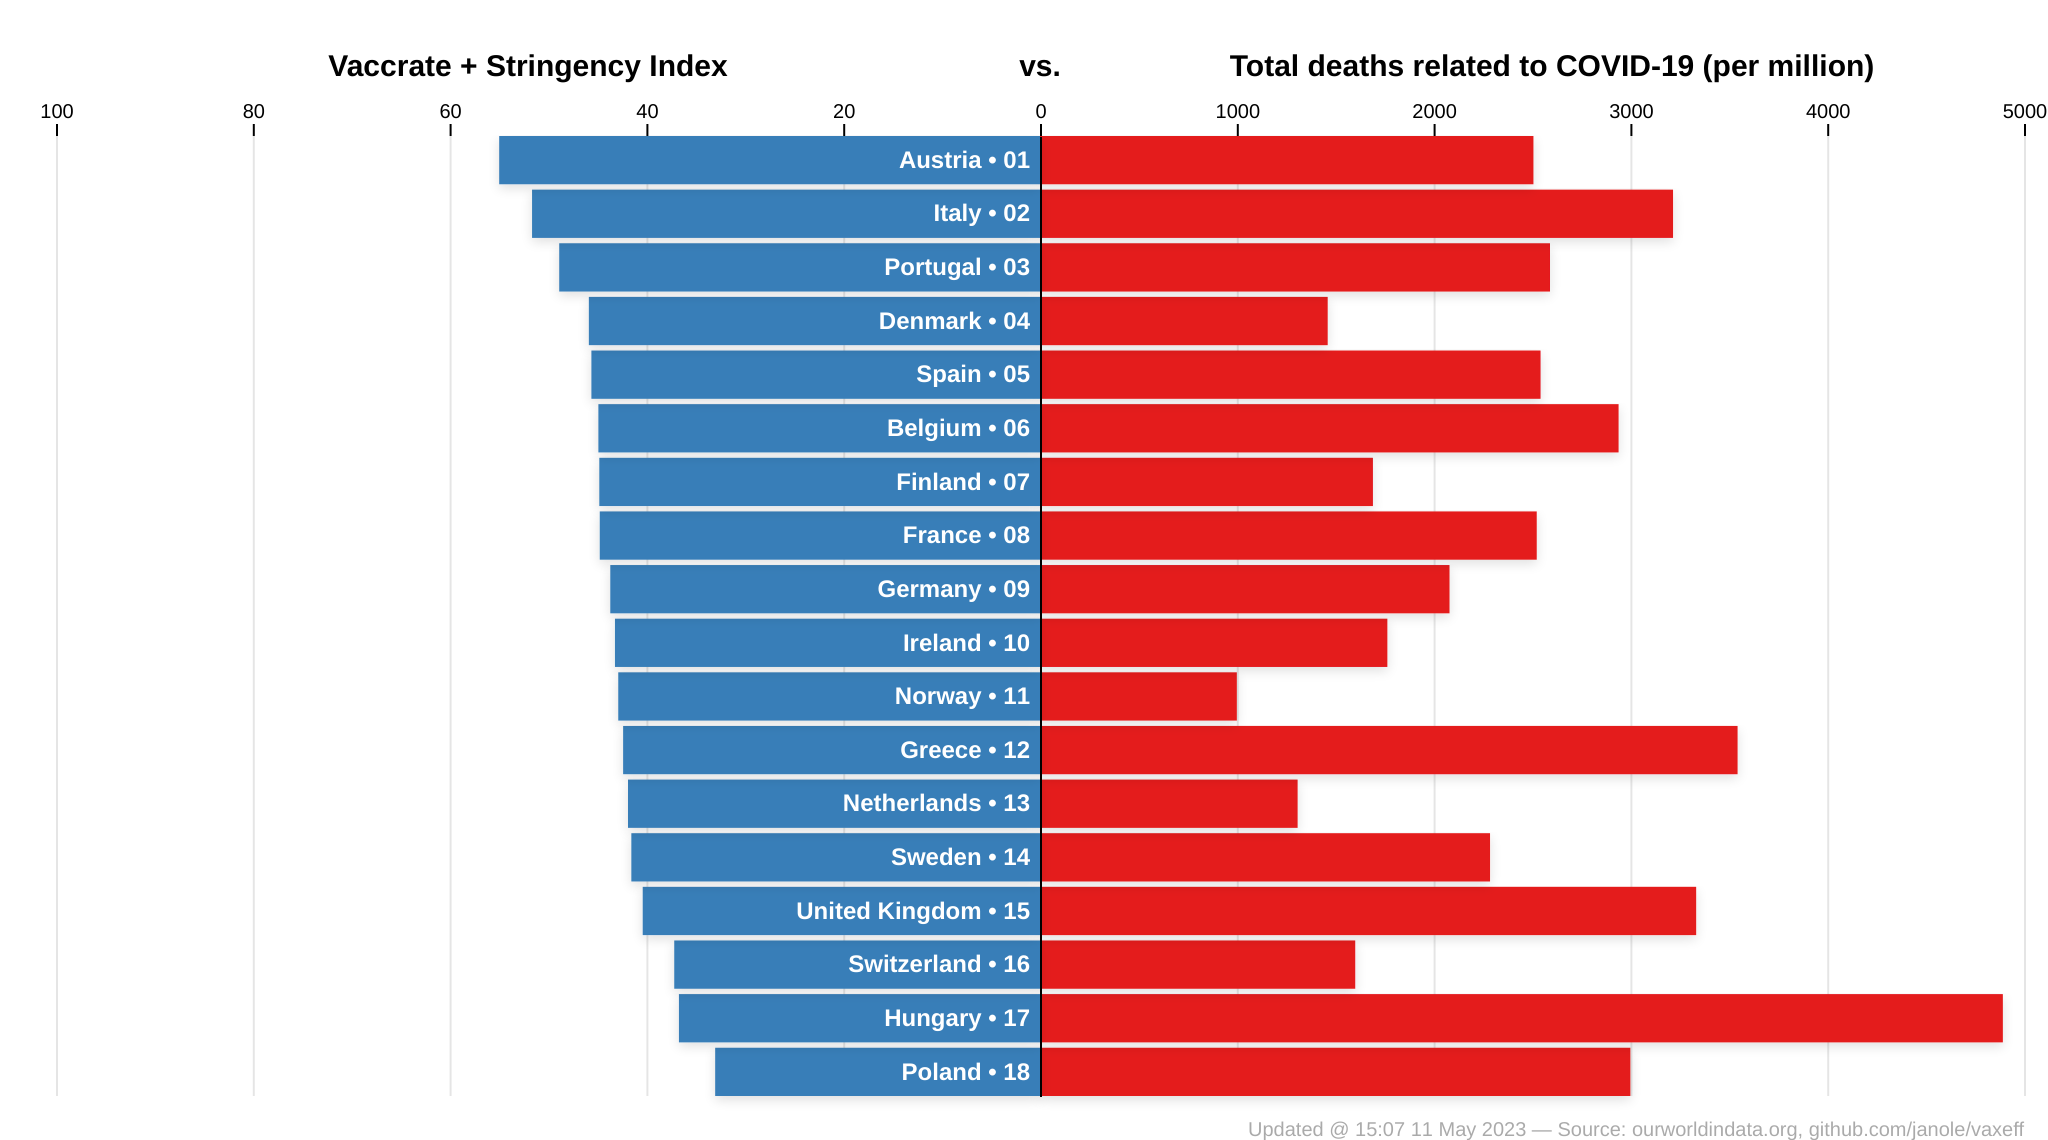 Vaccrate + Stringency Index vs. Total deaths related to COVID-19 (per million)
100 80 60 40 20 0 1000 2000 3000 4000 5000
Austria • 01
Italy • 02
Portugal • 03
Denmark • 04
Spain • 05
Belgium • 06
Finland • 07
France • 08
Germany • 09
Ireland • 10
Norway • 11
Greece • 12
Netherlands • 13
Sweden • 14
United Kingdom • 15
Switzerland • 16
Hungary • 17
Poland • 18
Updated @ 15:07 11 May 2023 — Source: ourworldindata.org, github.com/janole/vaxeff